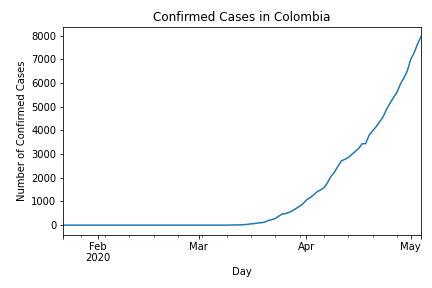 Confirmed Cases in Colombia
Number of Confirmed Cases
8000
7000
6000
5000
4000
3000
2000
1000
0
Feb
2020
Mar
Apr
May
Day